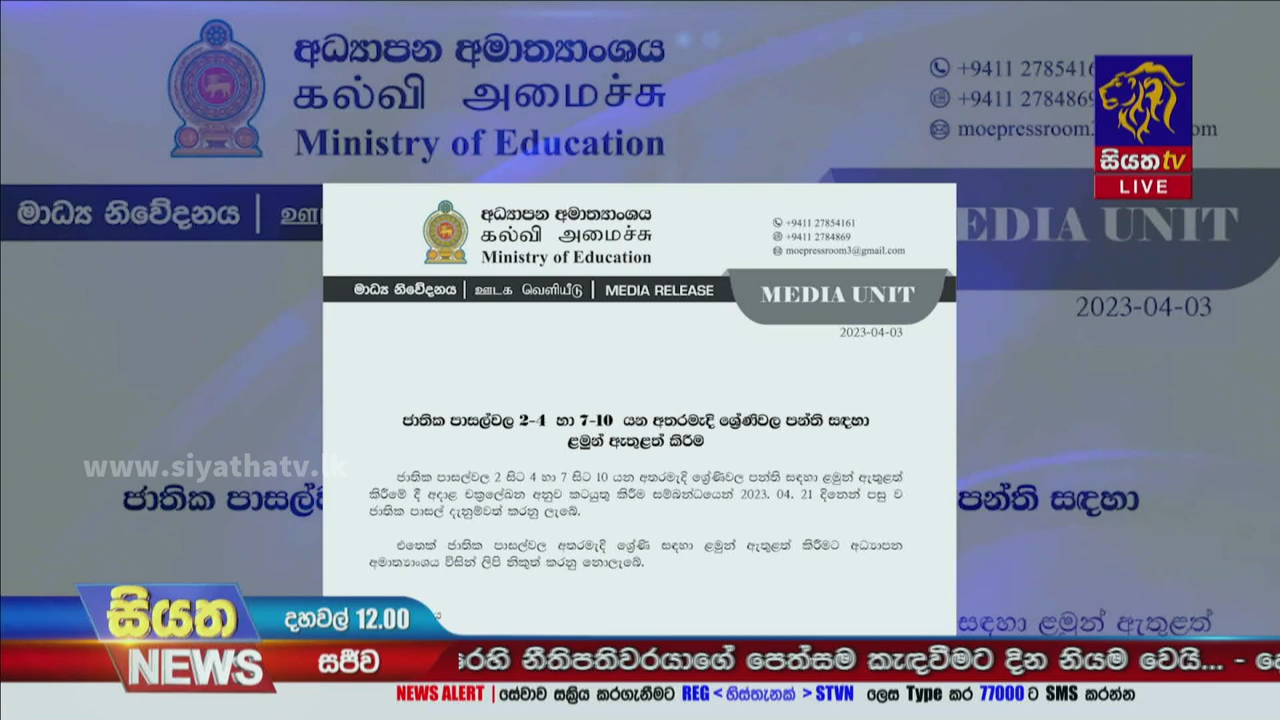 අධ්‍යාපන අමාත්‍යාංශය
கல்வி அமைச்சு
Ministry of Education
+9411 2785416
+9411 2784869
moepressroom3
සියත tv
LIVE
මාධ්‍ය නිවේදනය |
MEDIA UNIT
2023-04-03
අධ්‍යාපන අමාත්‍යාංශය
கல்வி அமைச்சு
Ministry of Education
+9411 27854161
+9411 2784869
moepressroom3@gmail.com
මාධ්‍ය නිවේදනය | ஊடக வெளியீடு | MEDIA RELEASE
MEDIA UNIT
2023-04-03
ජාතික පාසල්වල 2-4 හා 7-10 යන අතරමැදි ශ්‍රේණිවල පන්ති සඳහා
ළමුන් ඇතුළත් කිරීම
ජාතික පාසල්වල 2 සිට 4 හා 7 සිට 10 යන අතරමැදි ශ්‍රේණිවල පන්ති සඳහා ළමුන් ඇතුළත්
කිරීමේ දී අදාළ චක්‍රලේඛන අනුව කටයුතු කිරීම සම්බන්ධයෙන් 2023. 04. 21 දිනෙන් පසු ව
ජාතික පාසල් දැනුම්වත් කරනු ලැබේ.
එතෙක් ජාතික පාසල්වල අතරමැදි ශ්‍රේණි සඳහා ළමුන් ඇතුළත් කිරීමට අධ්‍යාපන
අමාත්‍යාංශය විසින් ලිපි නිකුත් කරනු නොලැබේ.
www.siyathatv.lk
ජාතික පාසල්ව
පන්ති සඳහා
සඳහා ළමුන් ඇතුළත්
සියත
NEWS
දහවල් 12.00
සජීව
රෙහි නීතිපතිවරයාගේ පෙත්සම කැඳවීමට දින නියම වෙයි... -
NEWS ALERT | සේවාව සක්‍රිය කරගැනීමට REG < හිස්තැනක් > STVN ලෙස Type කර 77000 ට SMS කරන්න